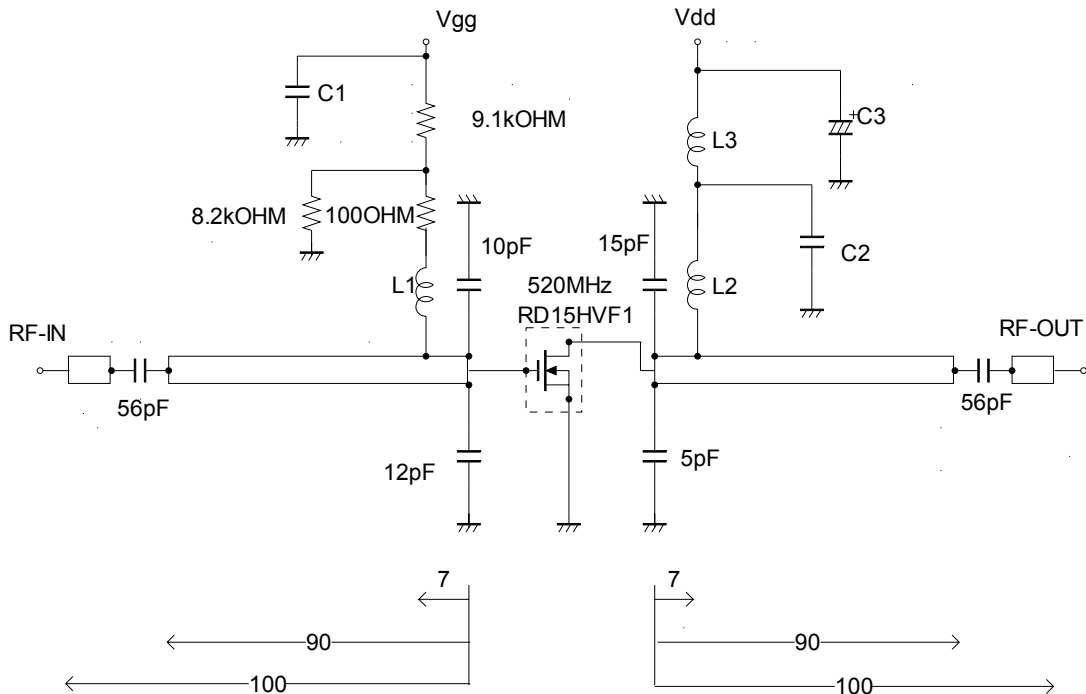 Vgg
Vdd
C1
9.1kOHM
L3
+C3
8.2kOHM
100OHM
10pF
15pF
C2
L1
520MHz
L2
RD15HVF1
RF-IN
RF-OUT
56pF
56pF
12pF
5pF
7
7
90
90
100
100